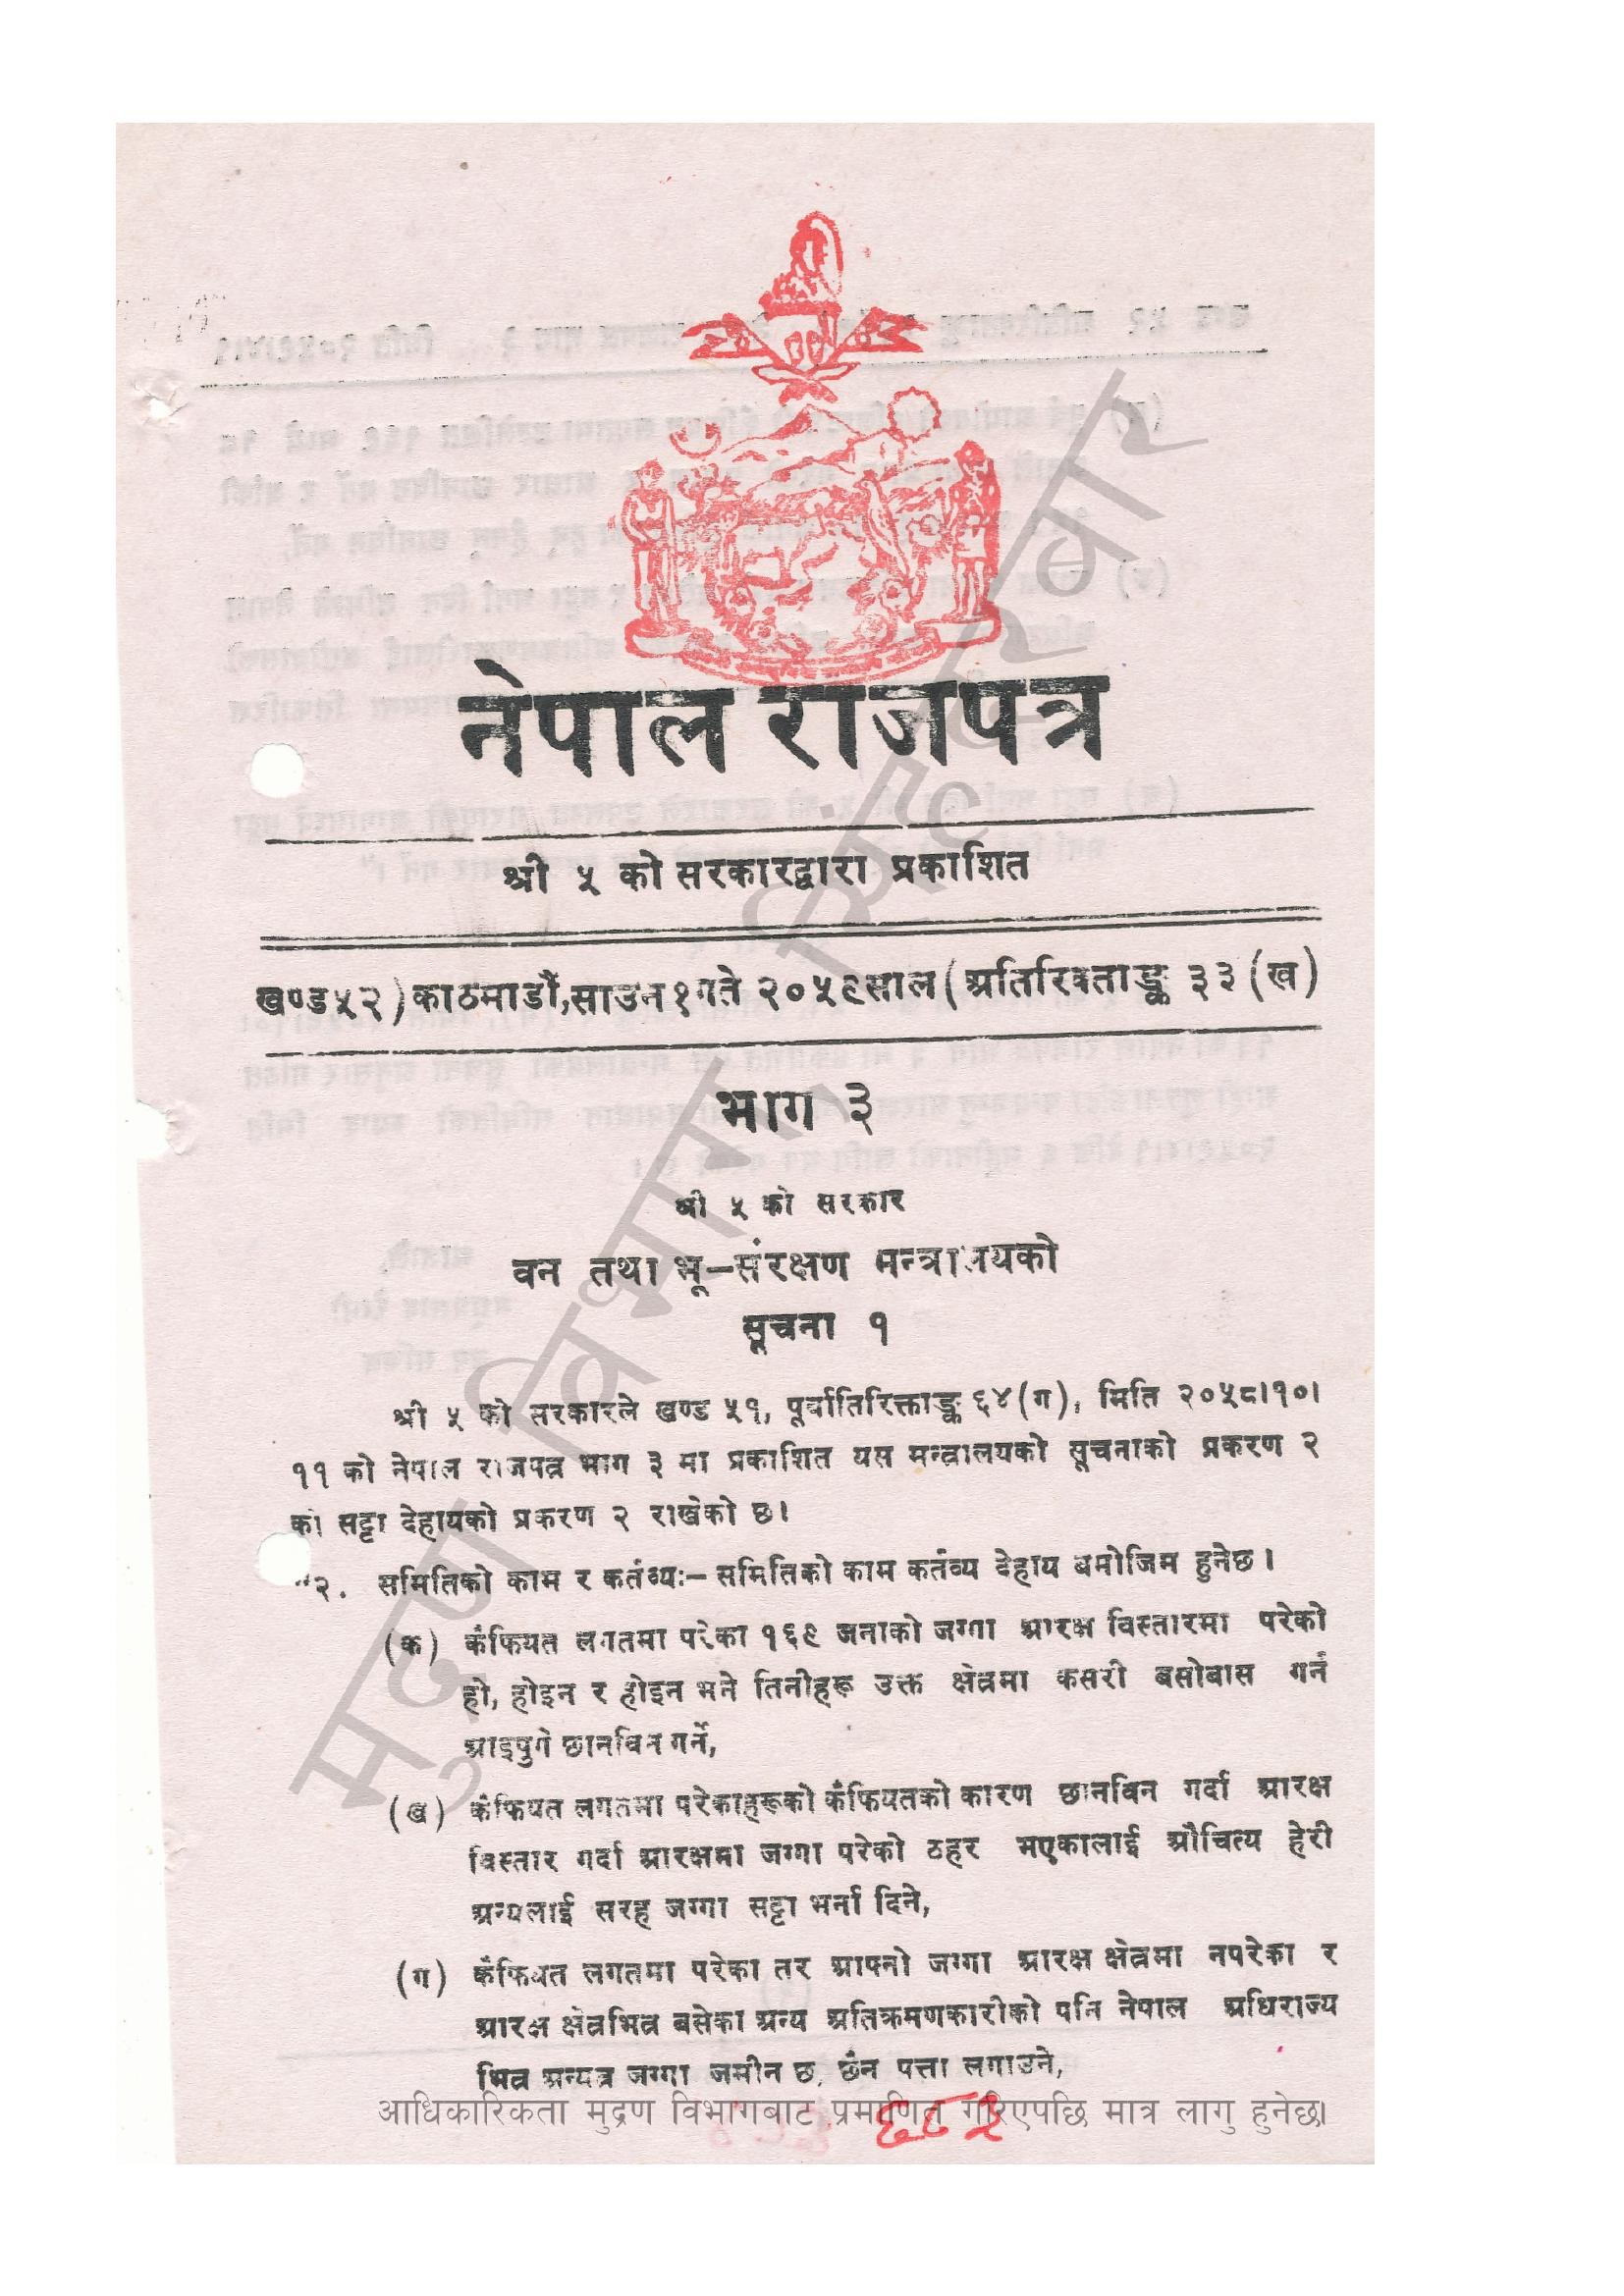 नेपाल राजपत्र
श्री ५ को सरकारद्वारा प्रकाशित
खण्ड ५२) काठमाडौं, साउन १ गते २०५९ साल (अतिरिक्ताङ्क ३३ (ख)
भाग ३
श्री ५ को सरकार
वन तथा भू–संरक्षण मन्त्रालयको
सूचना १
श्री ५ को सरकारले खण्ड ५१, पूर्वातिरिक्ताङ्क ६४(ग), मिति २०५८।१०।
११ को नेपाल राजपत्र भाग ३ मा प्रकाशित यस मन्त्रालयको सूचनाको प्रकरण २
को सट्टा देहायको प्रकरण २ राखेको छ।
"२. समितिको काम र कर्तव्यः– समितिको काम कर्तव्य देहाय बमोजिम हुनेछ।
(क) कैफियत लगतमा परेका १६९ जनाको जग्गा आरक्ष विस्तारमा परेको
हो, होइन र होइन भने तिनीहरू उक्त क्षेत्रमा कसरी बसोबास गर्न
आइपुगे छानविन गर्ने,
(ख) कैफियत लगतमा परेकाहरूको कैफियतको कारण छानविन गर्दा आरक्ष
विस्तार गर्दा आरक्षमा जग्गा परेको ठहर भएकालाई औचित्य हेरी
अन्यलाई सरह जग्गा सट्टा भर्ना दिने,
(ग) कैफियत लगतमा परेका तर आफ्नो जग्गा आरक्ष क्षेत्रमा नपरेका र
आरक्ष क्षेत्रभित्र बसेका अन्य अतिक्रमणकारीको पनि नेपाल अधिराज्य
भित्र अन्यत्र जग्गा जमीन छ, छैन पत्ता लगाउने,
आधिकारिकता मुद्रण विभागबाट प्रमाणित गरिएपछि मात्र लागु हुनेछ।
६८२
मुद्रण विभाग, सिंहदरबार